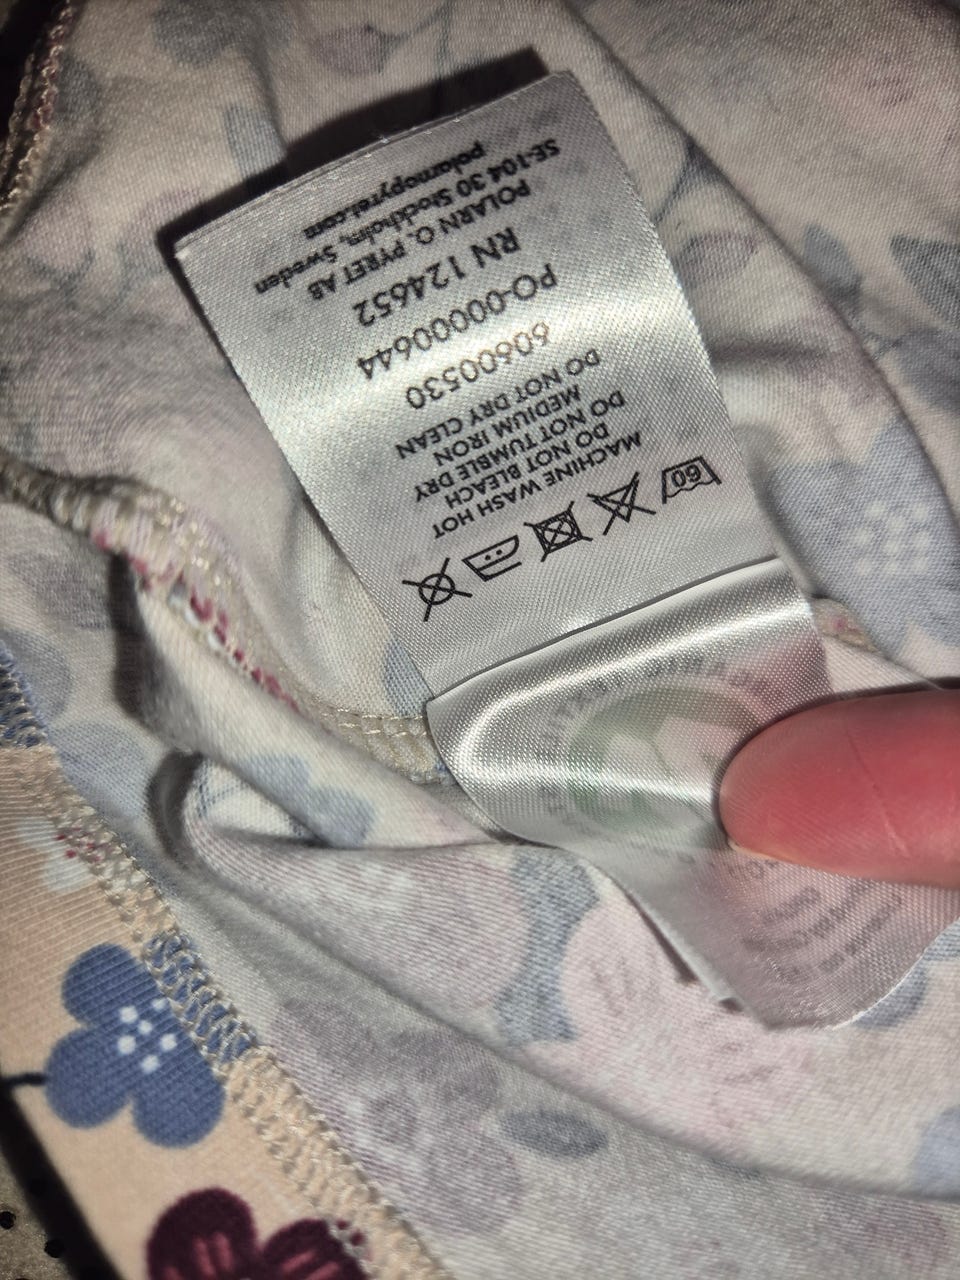 60
MACHINE WASH HOT
DO NOT BLEACH
DO NOT TUMBLE DRY
MEDIUM IRON
DO NOT DRY CLEAN
60600530
PO-00000644
RN 124652
POLARN O. PYRET AB
SE-104 30 Stockholm, Sweden
polarnopyret.com